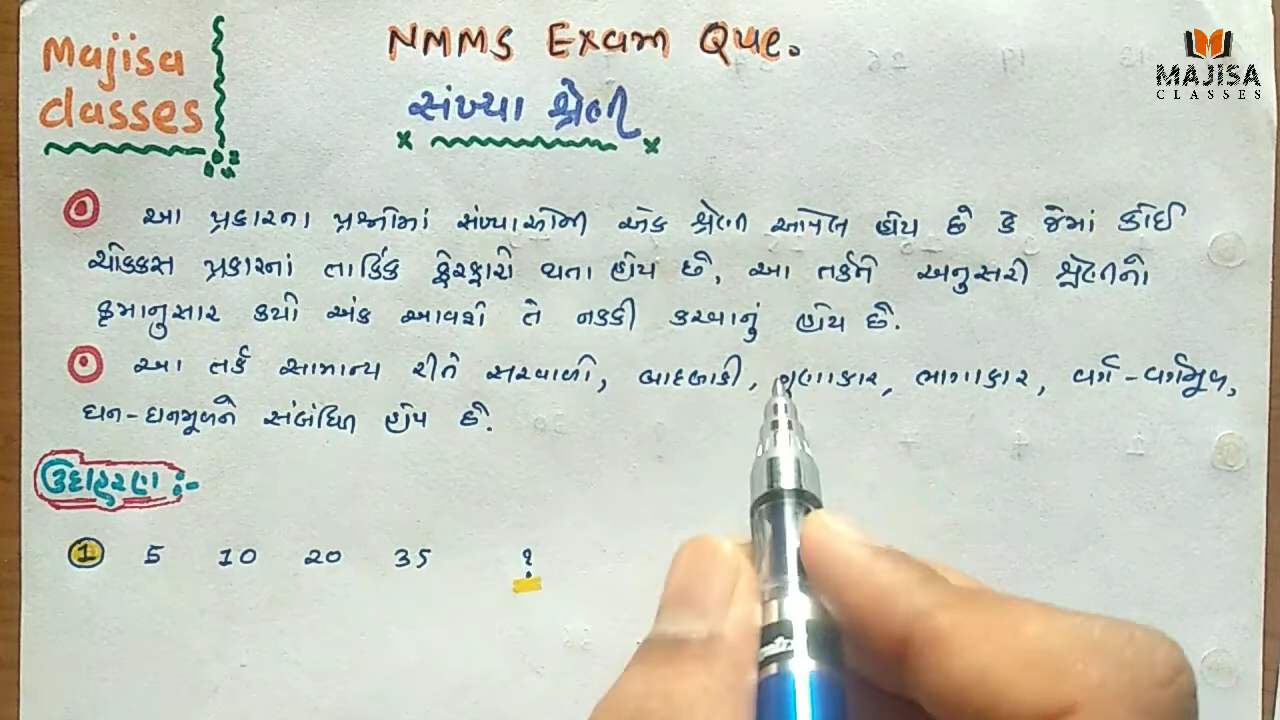 Majisa
classes
NMMS Exam Que.
સંખ્યા શ્રેણી
MAJISA
CLASSES
આ પ્રકારના પ્રશ્નોમાં સંખ્યાઓની એક શ્રેણી આપેલ હોય છે કે જેમાં કોઈ
ચોક્કસ પ્રકારનાં તાર્કિક ફેરફારો થતા હોય છે, આ તર્કને અનુસરી શ્રેણીનો
ક્રમાનુસાર કયો અંક આવશે તે નક્કી કરવાનું હોય છે.
આ તર્ક સામાન્ય રીતે સરવાળા, બાદબાકી, ગુણાકાર, ભાગાકાર, વર્ગ-વર્ગમૂળ,
ઘન-ઘનમૂળને સંબંધિત હોય છે.
ઉદાહરણ :-
1 5 10 20 35 ?